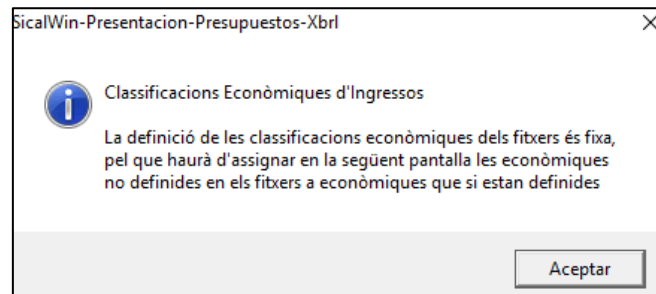 SicalWin-Presentacion-Presupuestos-Xbrl
Classificacions Econòmiques d'Ingressos
La definició de les classificacions econòmiques dels fitxers és fixa,
pel que haurà d'assignar en la següent pantalla les econòmiques
no definides en els fitxers a econòmiques que si estan definides
Aceptar